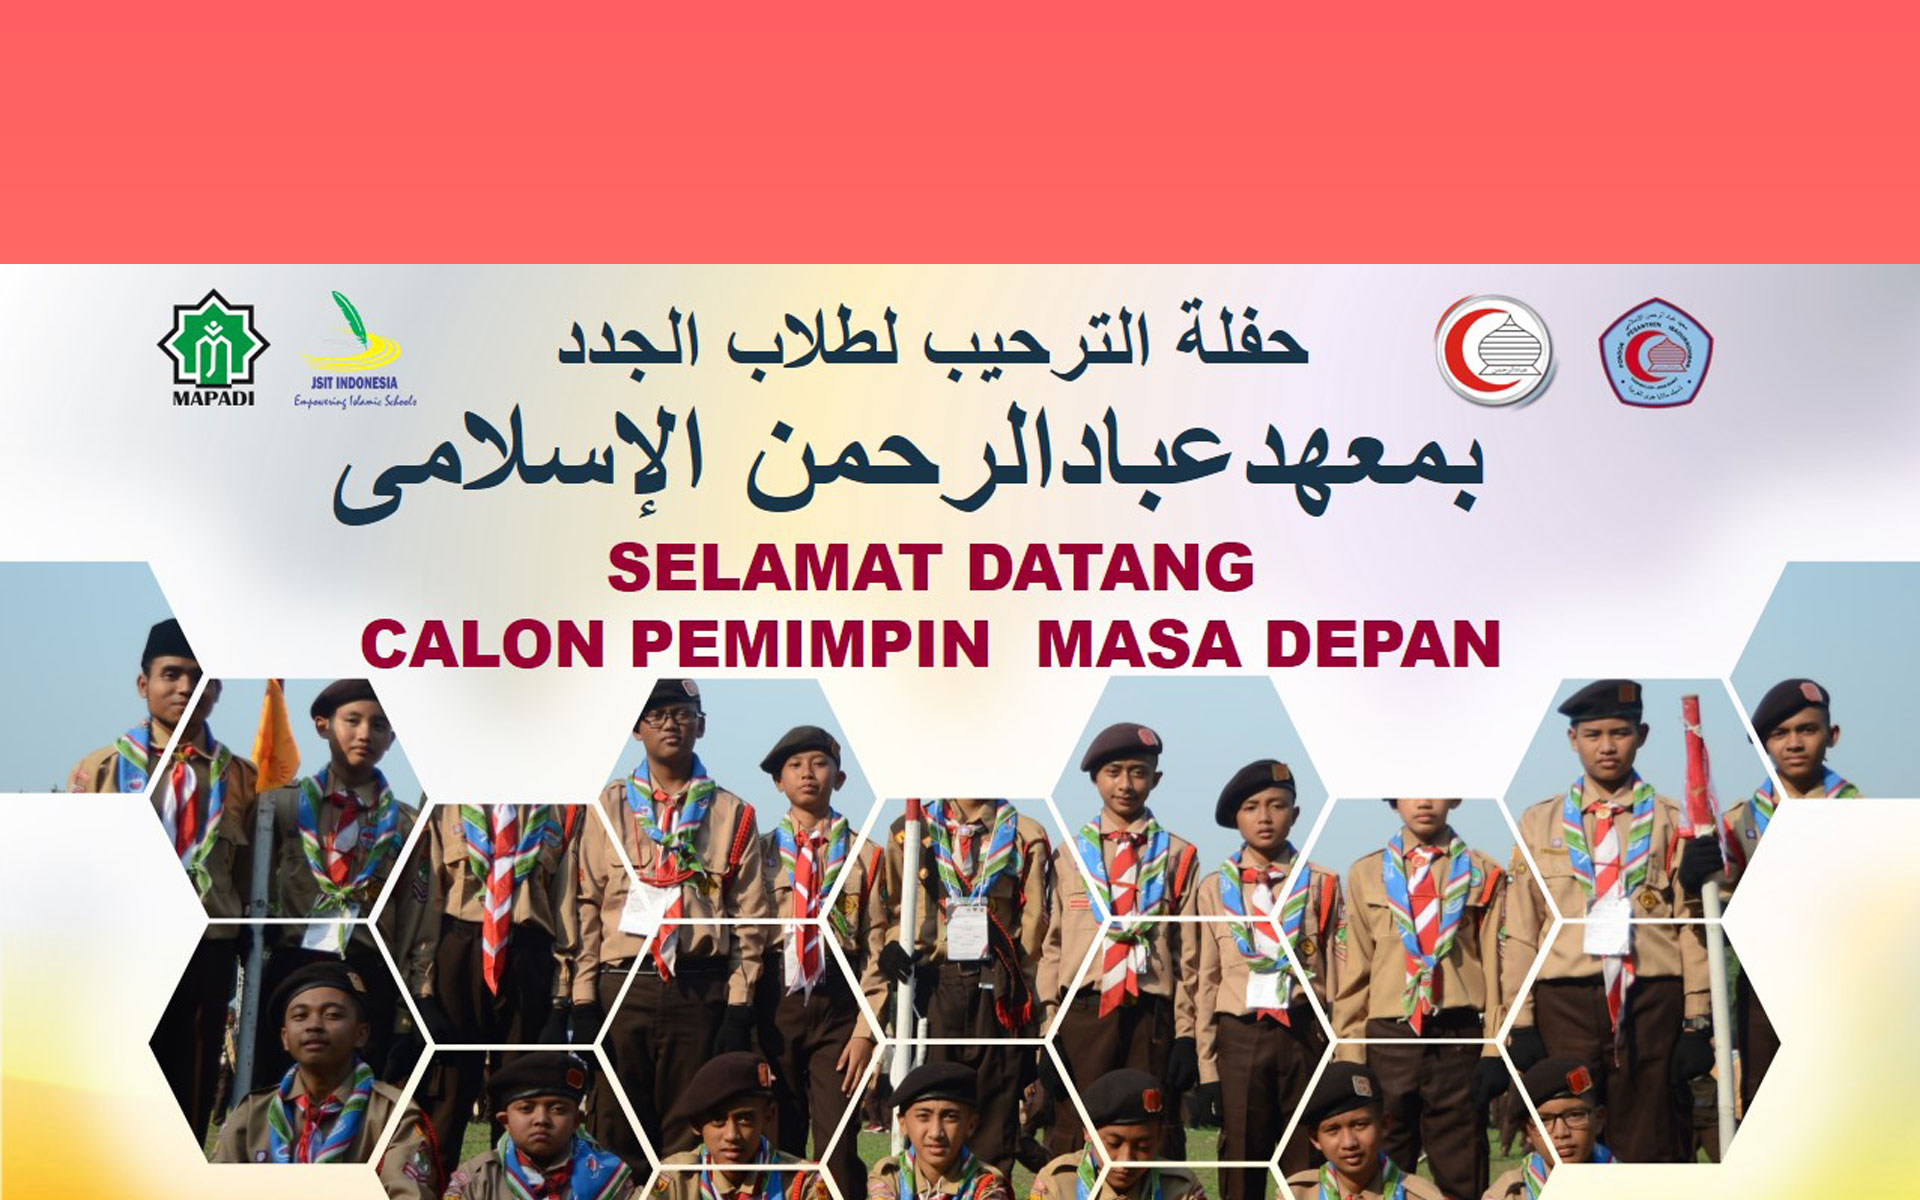 حفلة الترحيب لطلاب الجدد
بمعهدعبادالرحمن الإسلامى
SELAMAT DATANG
CALON PEMIMPIN MASA DEPAN
MAPADI
JSIT INDONESIA
Empowering Islamic Schools